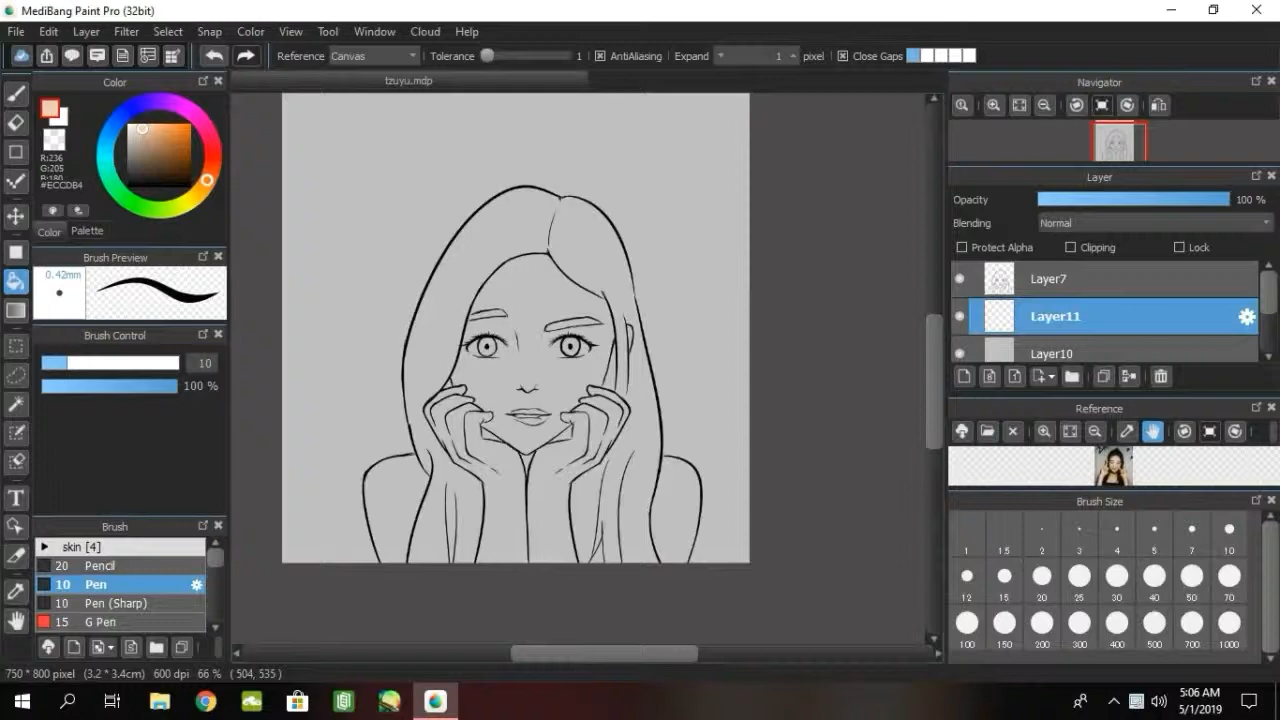 MediBang Paint Pro (32bit)
File Edit Layer Filter Select Snap Color View Tool Window Cloud Help
Reference Canvas Tolerance 1 AntiAliasing Expand 1 pixel Close Gaps
Color
tzuyu.mdp
Navigator
R:236
G:205
B:180
#ECCDB4
Color Palette
Brush Preview
0.42mm
Brush Control
10
100 %
Brush
skin [4]
20 Pencil
10 Pen
10 Pen (Sharp)
15 G Pen
Layer
Opacity 100 %
Blending Normal
Protect Alpha Clipping Lock
Layer7
Layer11
Layer10
Reference
Brush Size
1 1.5 2 3 4 5 7 10
12 15 20 25 30 40 50 70
100 150 200 300 400 500 700 1000
750 * 800 pixel (3.2 * 3.4cm) 600 dpi 66 % ( 504, 535 )
5:06 AM
5/1/2019